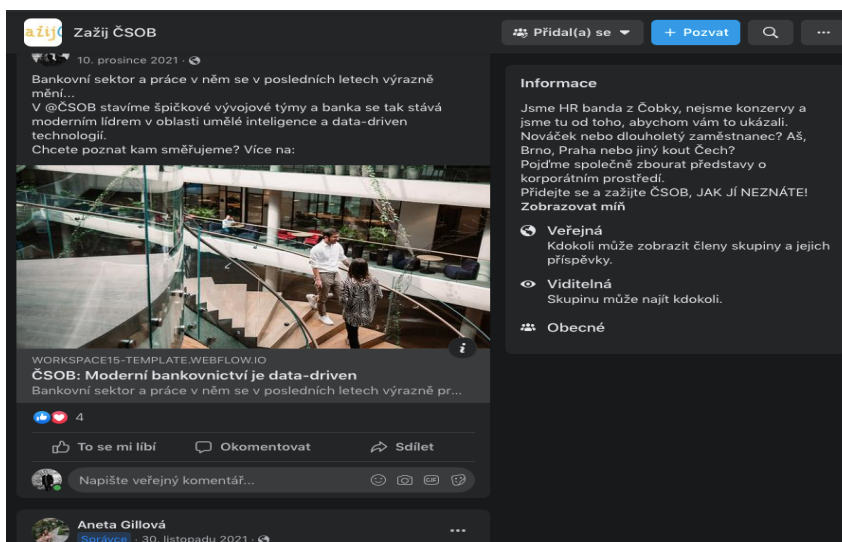 ažij
Zažij ČSOB
Přidal(a) se
+ Pozvat
10. prosince 2021 ·
Bankovní sektor a práce v něm se v posledních letech výrazně
mění...
V @ČSOB stavíme špičkové vývojové týmy a banka se tak stává
moderním lídrem v oblasti umělé inteligence a data-driven
technologií.
Chcete poznat kam směřujeme? Více na:
WORKSPACE15-TEMPLATE.WEBFLOW.IO
ČSOB: Moderní bankovnictví je data-driven
Bankovní sektor a práce v něm se v posledních letech výrazně pr...
4
To se mi líbí
Okomentovat
Sdílet
Napište veřejný komentář...
GIF
Aneta Gillová
Správce · 30. listopadu 2021 ·
Informace
Jsme HR banda z Čobky, nejsme konzervy a
jsme tu od toho, abychom vám to ukázali.
Nováček nebo dlouholetý zaměstnanec? Aš,
Brno, Praha nebo jiný kout Čech?
Pojďme společně zbourat představy o
korporátním prostředí.
Přidejte se a zažijte ČSOB, JAK JÍ NEZNÁTE!
Zobrazovat míň
Veřejná
Kdokoli může zobrazit členy skupiny a jejich
příspěvky.
Viditelná
Skupinu může najít kdokoli.
Obecné